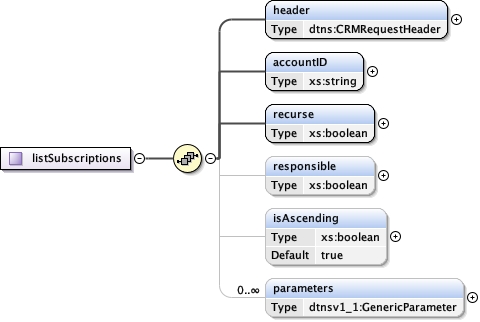 header
Type dtns:CRMRequestHeader
accountID
Type xs:string
recurse
Type xs:boolean
listSubscriptions
responsible
Type xs:boolean
isAscending
Type xs:boolean
Default true
0..∞
parameters
Type dtnsv1_1:GenericParameter